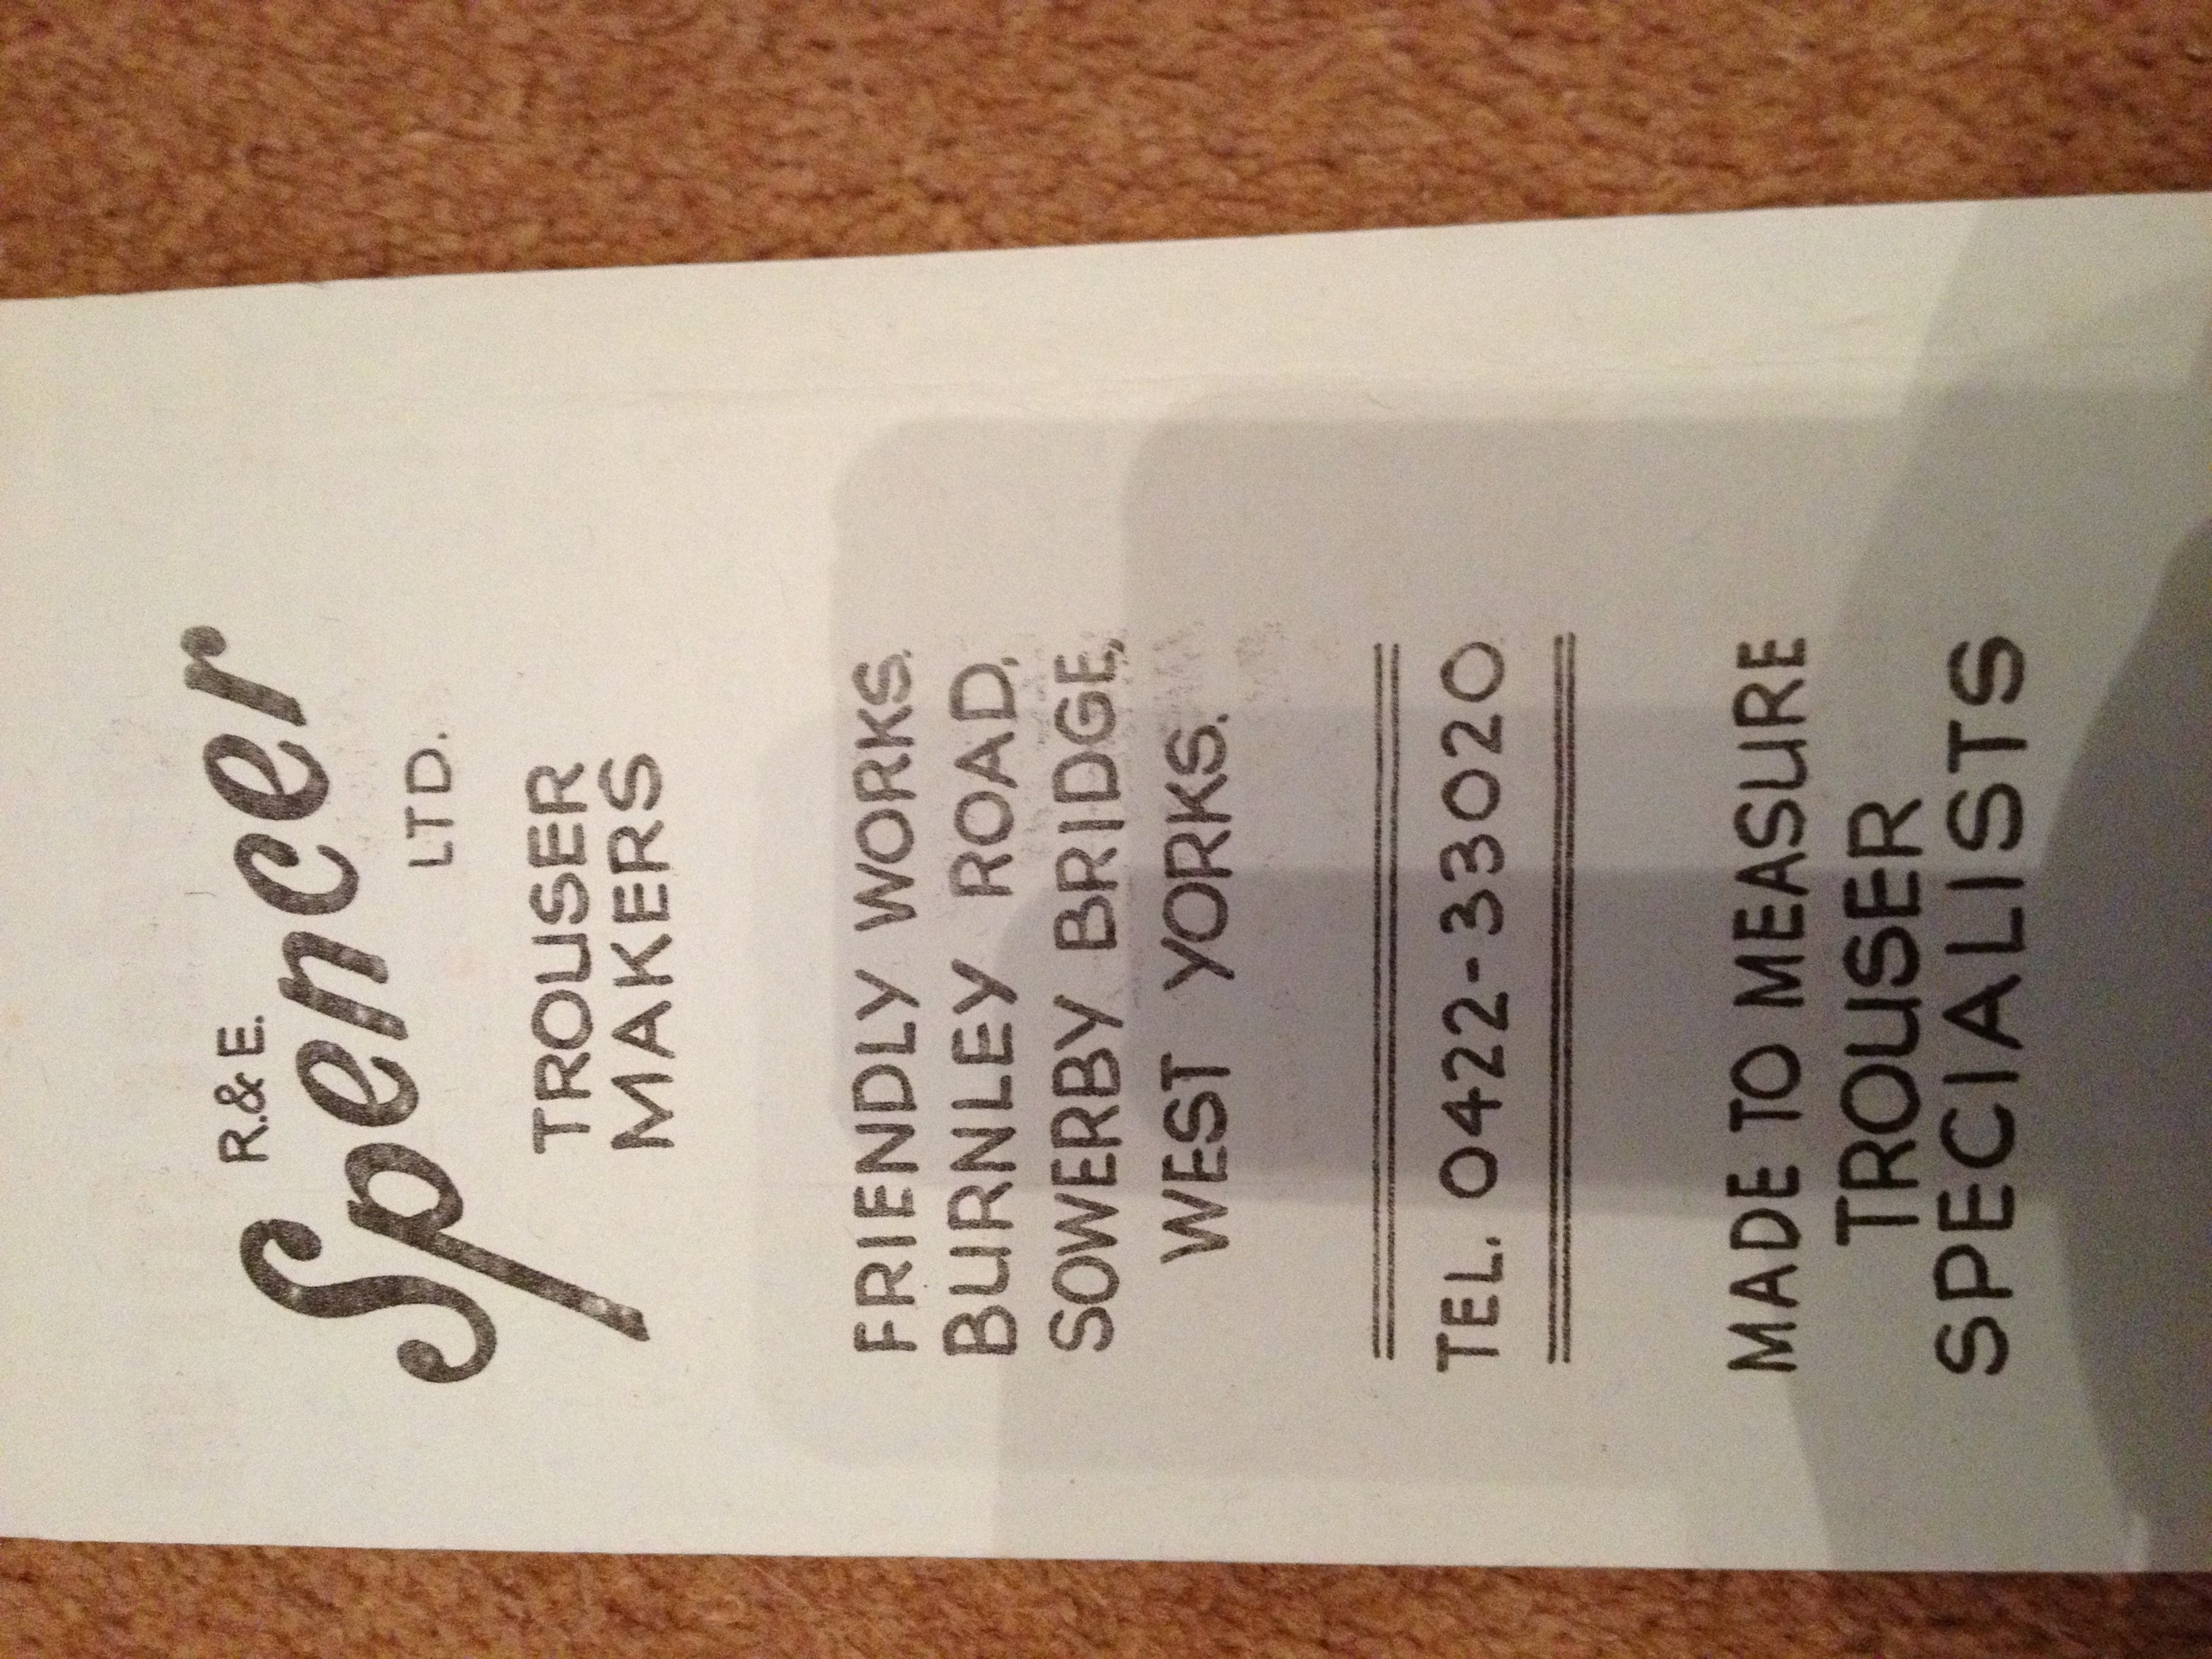 R.& E.
Spencer
LTD.
TROUSER
MAKERS
FRIENDLY WORKS.
BURNLEY ROAD,
SOWERBY BRIDGE,
WEST YORKS.
TEL. 0422-33020
MADE TO MEASURE
TROUSER
SPECIALISTS